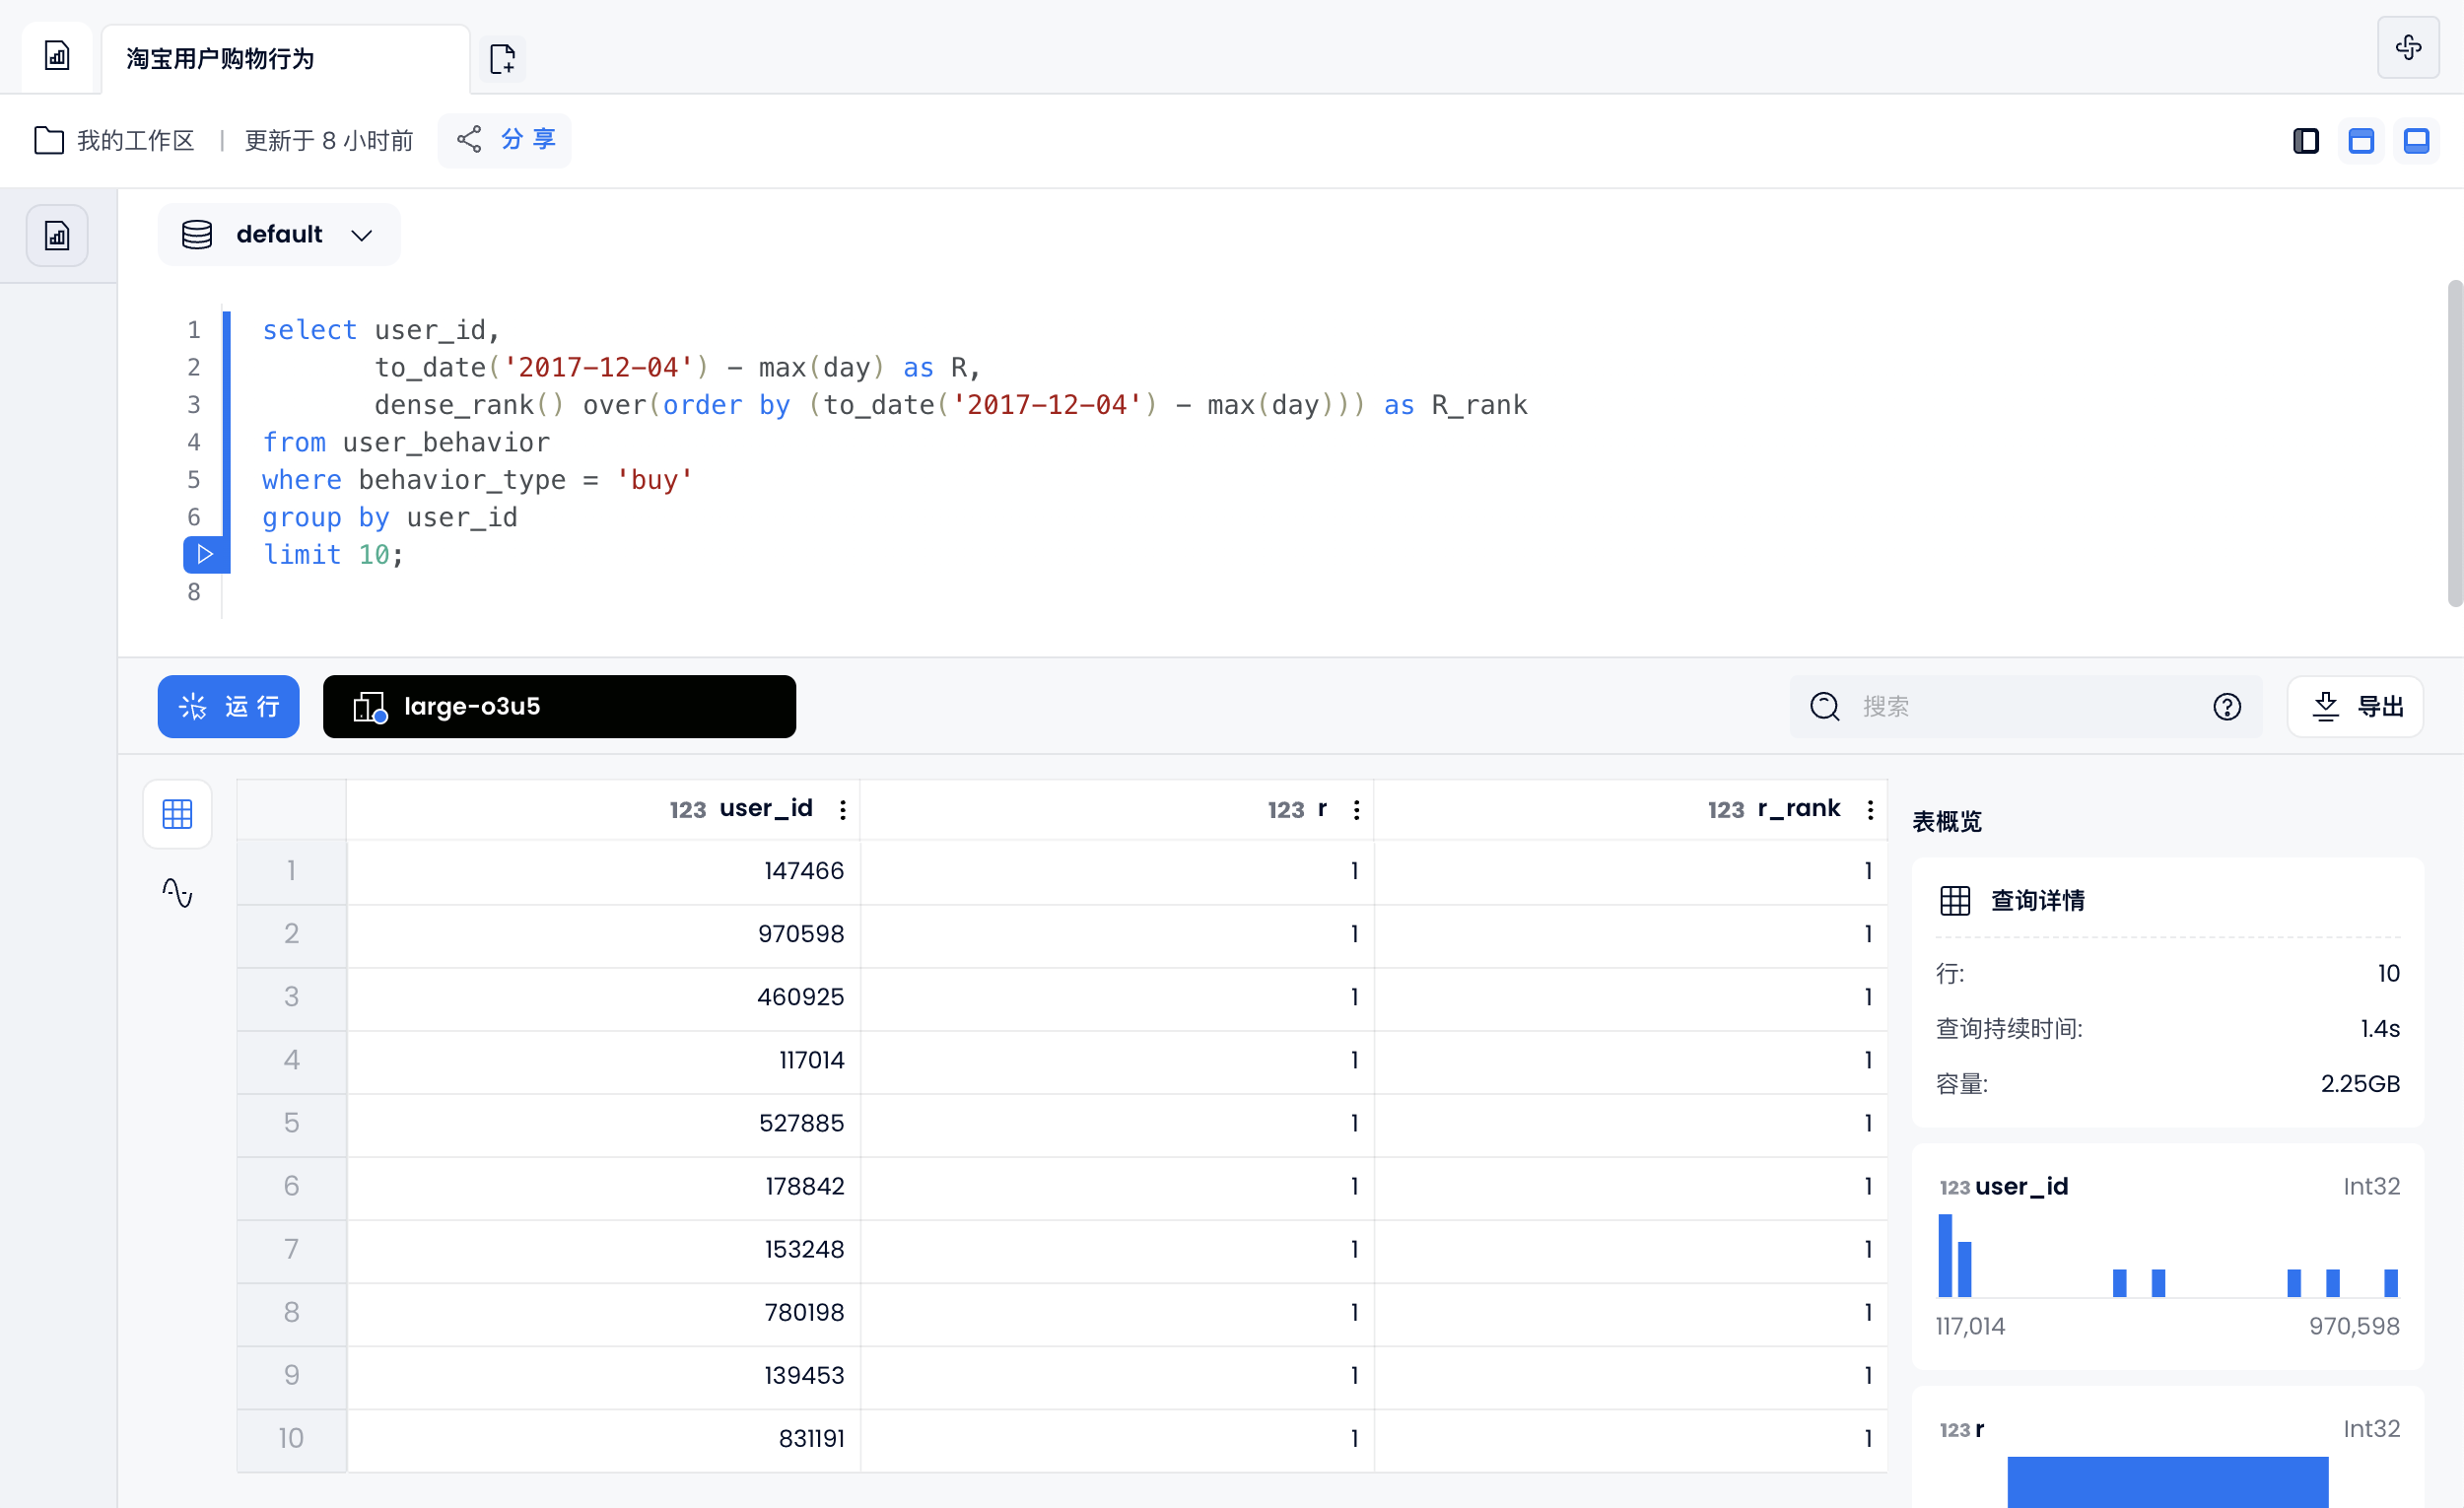 淘宝用户购物行为
我的工作区 | 更新于 8 小时前 分 享
default
1 select user_id,
2 to_date('2017-12-04') - max(day) as R,
3 dense_rank() over(order by (to_date('2017-12-04') - max(day))) as R_rank
4 from user_behavior
5 where behavior_type = 'buy'
6 group by user_id
limit 10;
8
运 行 large-o3u5 搜索 导出
123 user_id 123 r 123 r_rank
1 147466 1 1
2 970598 1 1
3 460925 1 1
4 117014 1 1
5 527885 1 1
6 178842 1 1
7 153248 1 1
8 780198 1 1
9 139453 1 1
10 831191 1 1
表概览
查询详情
行: 10
查询持续时间: 1.4s
容量: 2.25GB
123 user_id Int32
117,014 970,598
123 r Int32